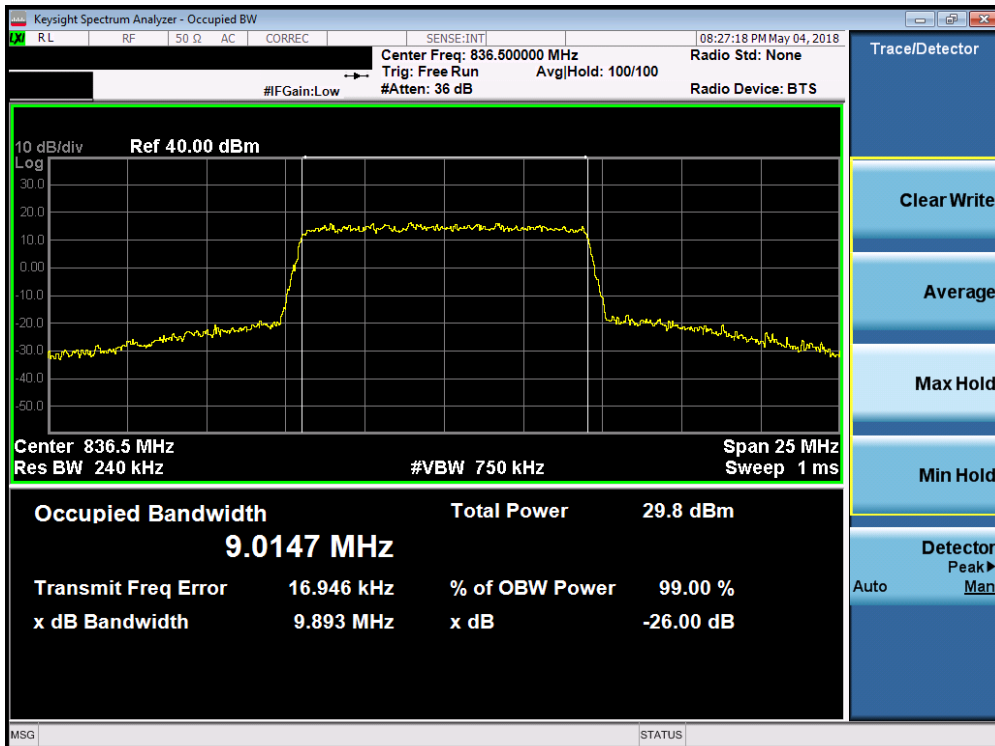 Keysight Spectrum Analyzer - Occupied BW
LXI RL RF 50 Ω AC CORREC SENSE:INT 08:27:18 PM May 04, 2018
Center Freq: 836.500000 MHz Radio Std: None
Trig: Free Run Avg|Hold: 100/100
#IFGain:Low #Atten: 36 dB Radio Device: BTS
10 dB/div Ref 40.00 dBm
Log
30.0
20.0
10.0
0.00
-10.0
-20.0
-30.0
-40.0
-50.0
Center 836.5 MHz Span 25 MHz
Res BW 240 kHz #VBW 750 kHz Sweep 1 ms
Occupied Bandwidth Total Power 29.8 dBm
9.0147 MHz
Transmit Freq Error 16.946 kHz % of OBW Power 99.00 %
x dB Bandwidth 9.893 MHz x dB -26.00 dB
MSG STATUS
Trace/Detector
Clear Write
Average
Max Hold
Min Hold
Detector
Peak▶
Auto Man